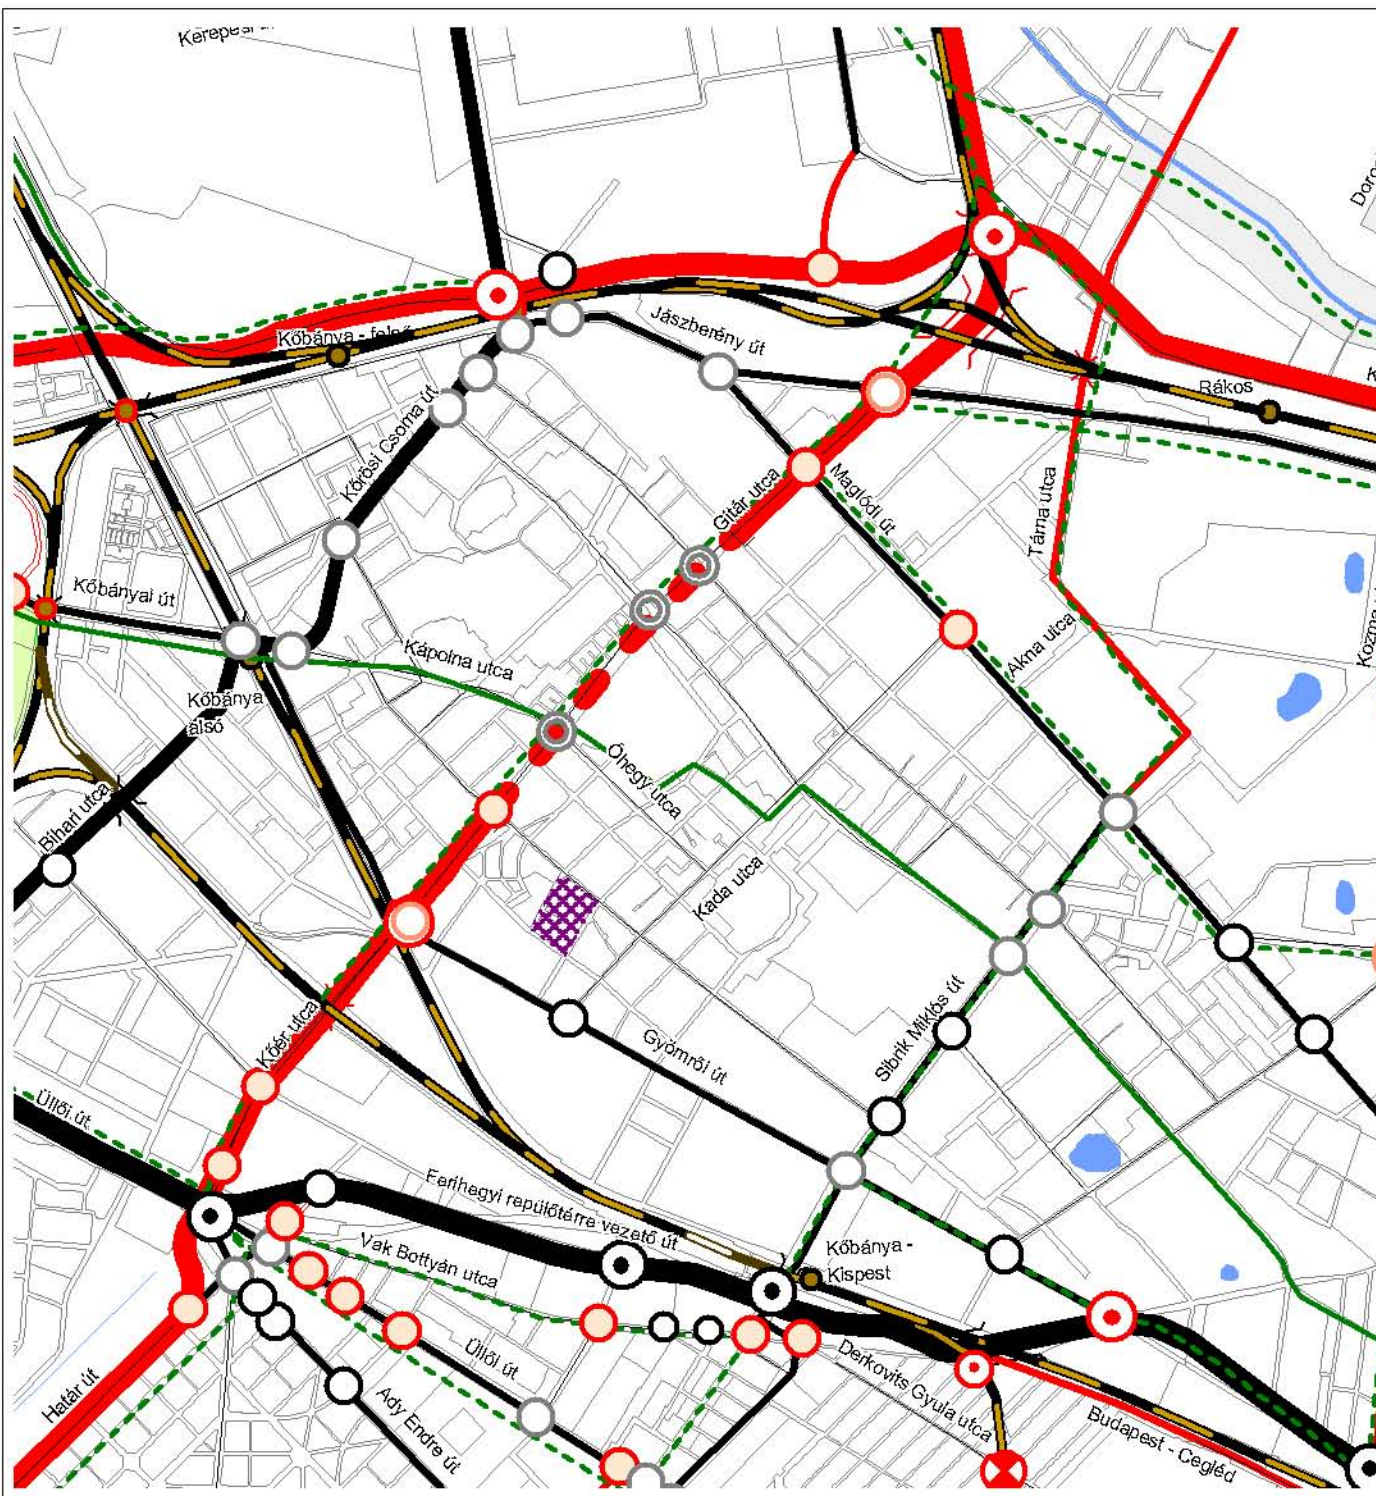 Kerepesi
Jászberény út
Kőbánya - felső
Rákos
Kőrösi Csoma út
Gitár utca
Maglódi út
Tárna utca
Kőbányai út
Kápolna utca
Akna utca
Kozma
Kőbánya
alsó
Óhegy utca
Bihari utca
Kada utca
Sibrik Miklós út
Kőér utca
Gyömrői út
Üllői út
Ferihegyi repülőtérre vezető út
Vak Bottyán utca
Kőbánya -
Kispest
Üllői út
Derkovits Gyula utca
Határ út
Ady Endre út
Budapest - Cegléd